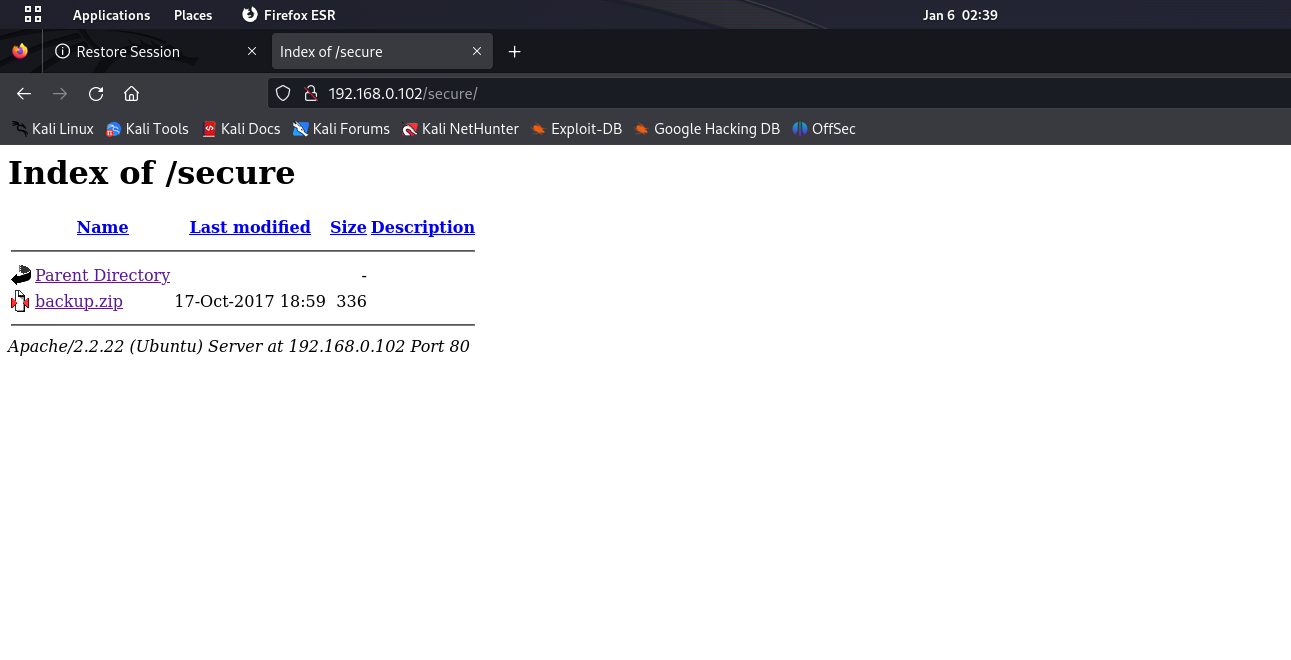 Applications Places Firefox ESR Jan 6 02:39
Restore Session Index of /secure
192.168.0.102/secure/
Kali Linux Kali Tools Kali Docs Kali Forums Kali NetHunter Exploit-DB Google Hacking DB OffSec
Index of /secure
Name Last modified Size Description
Parent Directory -
backup.zip 17-Oct-2017 18:59 336
Apache/2.2.22 (Ubuntu) Server at 192.168.0.102 Port 80